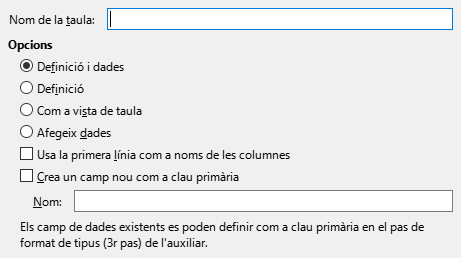 Nom de la taula:
Opcions
Definició i dades
Definició
Com a vista de taula
Afegeix dades
Usa la primera línia com a noms de les columnes
Crea un camp nou com a clau primària
Nom:
Els camp de dades existents es poden definir com a clau primària en el pas de
format de tipus (3r pas) de l'auxiliar.